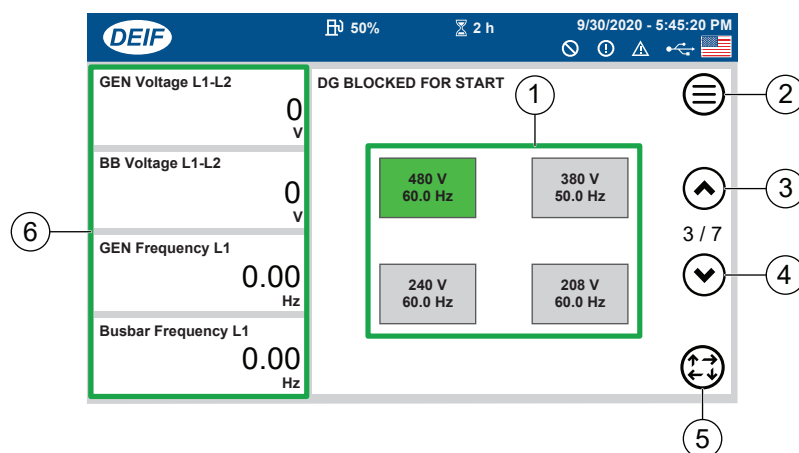 DEIF
50%
2 h
9/30/2020 - 5:45:20 PM
GEN Voltage L1-L2
0
V
BB Voltage L1-L2
0
V
GEN Frequency L1
0.00
Hz
Busbar Frequency L1
0.00
Hz
DG BLOCKED FOR START
480 V
60.0 Hz
380 V
50.0 Hz
240 V
60.0 Hz
208 V
60.0 Hz
3 / 7
1
2
3
4
5
6